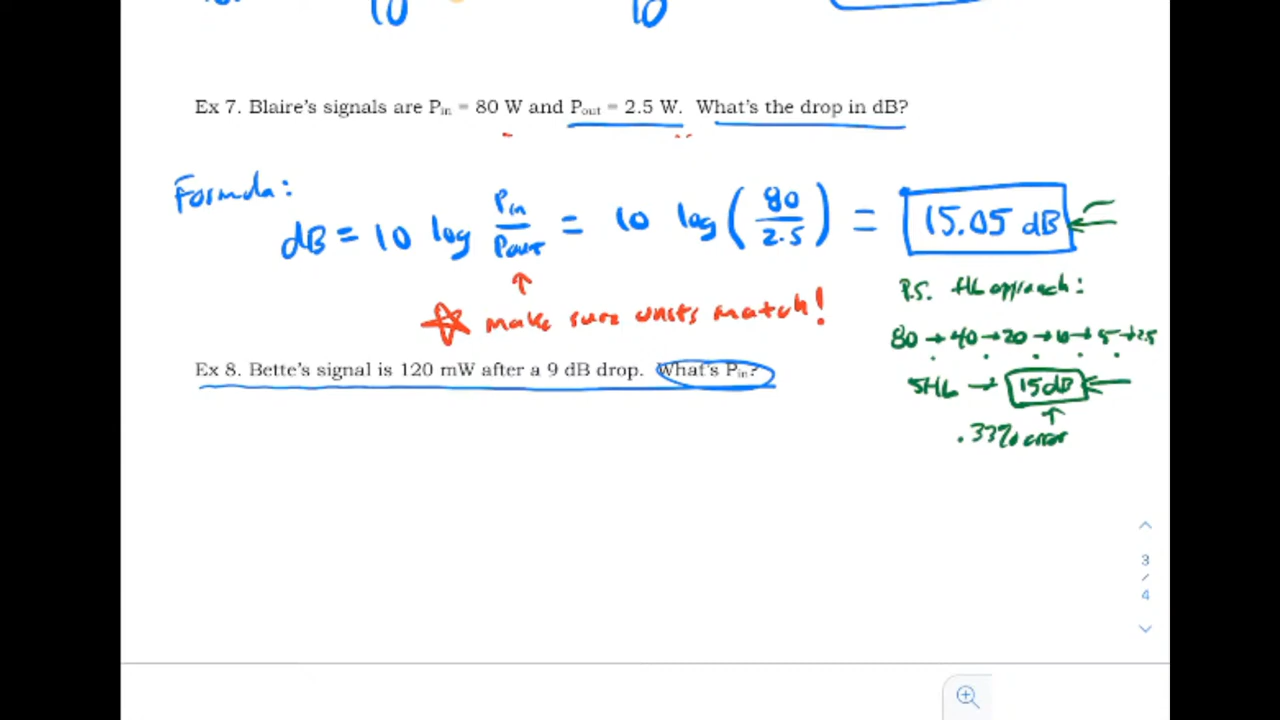 10 10
Ex 7. Blaire's signals are Pin = 80 W and Pout = 2.5 W. What's the drop in dB?
Formula:
dB = 10 log Pin/Pout = 10 log (80/2.5) = 15.05 dB
make sure units match!
P.S. HL approach:
80 → 40 → 20 → 10 → 5 → 2.5
5HL → 15dB
.33% error
Ex 8. Bette's signal is 120 mW after a 9 dB drop. What's Pin?
3
/
4